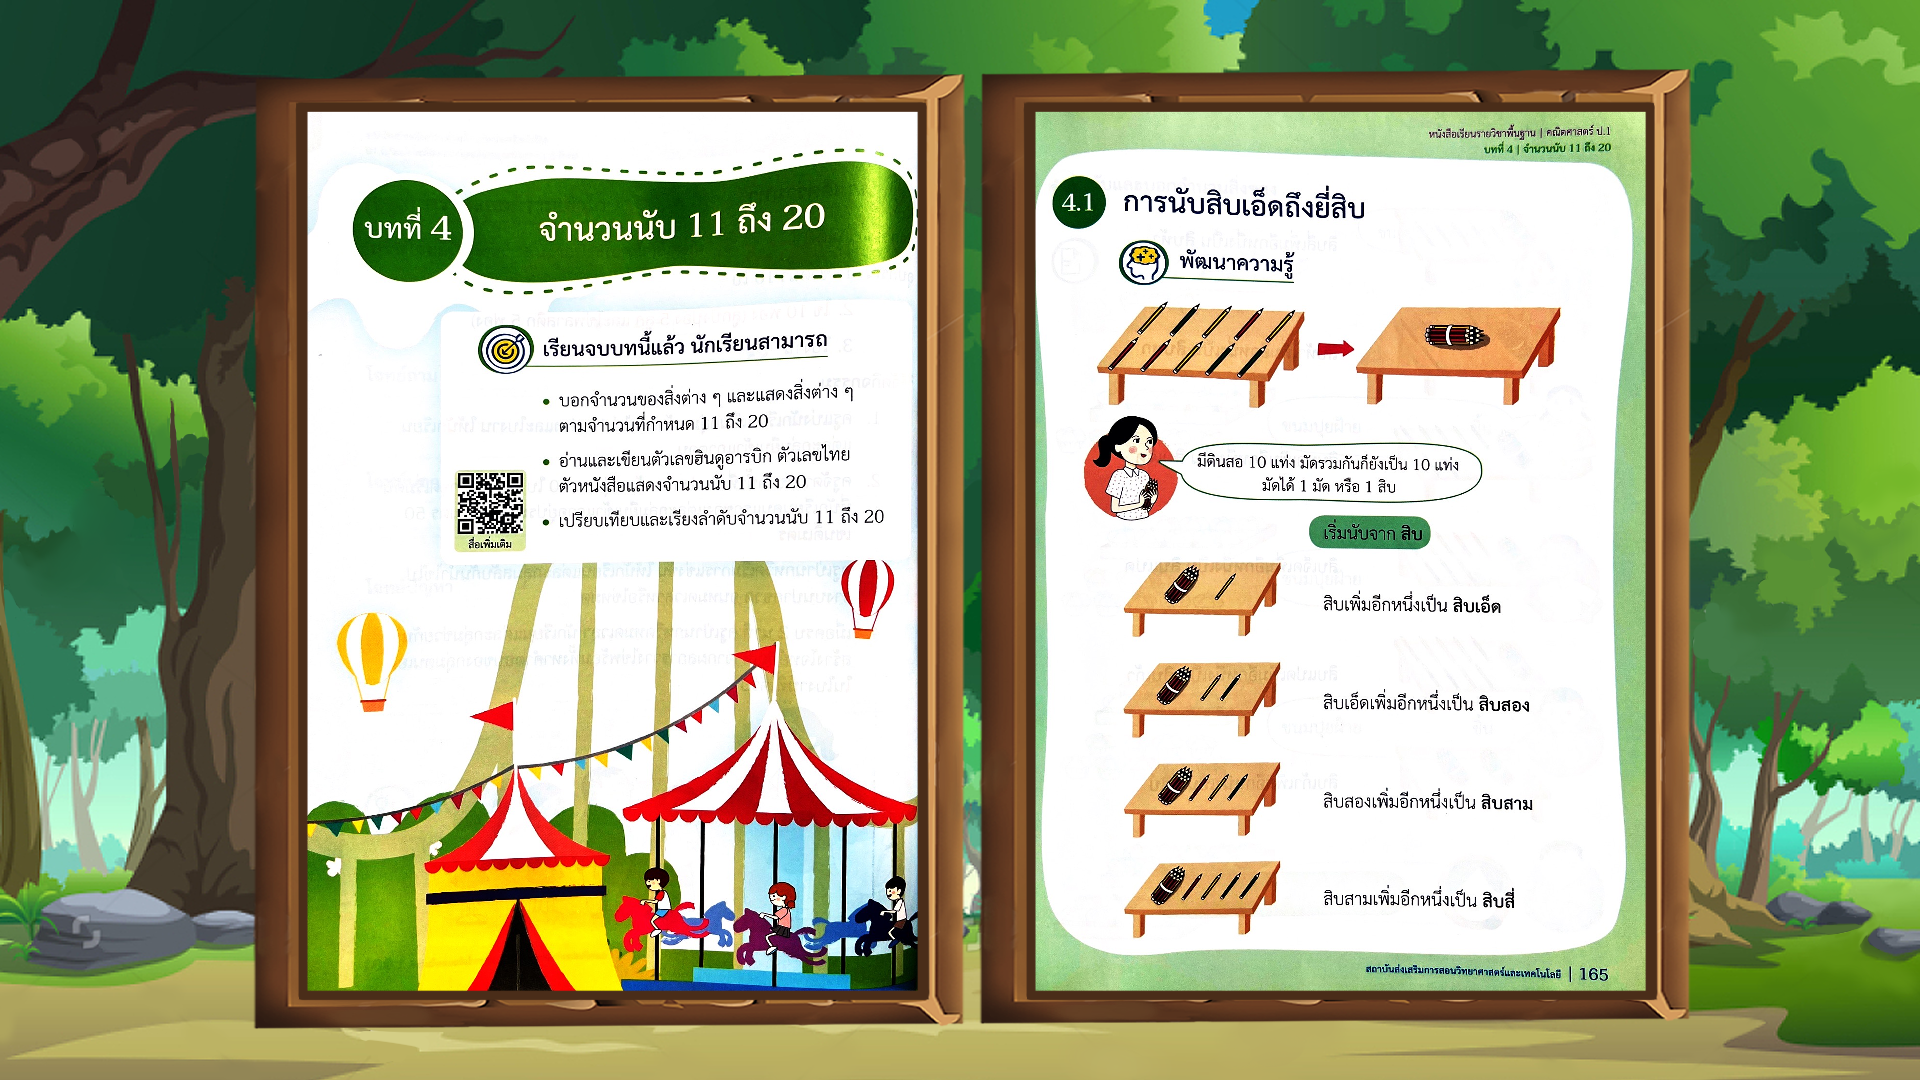 บทที่ 4
จำนวนนับ 11 ถึง 20
เรียนจบบทนี้แล้ว นักเรียนสามารถ
• บอกจำนวนของสิ่งต่าง ๆ และแสดงสิ่งต่าง ๆ
ตามจำนวนที่กำหนด 11 ถึง 20
• อ่านและเขียนตัวเลขฮินดูอารบิก ตัวเลขไทย
ตัวหนังสือแสดงจำนวนนับ 11 ถึง 20
• เปรียบเทียบและเรียงลำดับจำนวนนับ 11 ถึง 20
สื่อเพิ่มเติม
หนังสือเรียนรายวิชาพื้นฐาน | คณิตศาสตร์ ป.1
บทที่ 4 | จำนวนนับ 11 ถึง 20
4.1 การนับสิบเอ็ดถึงยี่สิบ
พัฒนาความรู้
มีดินสอ 10 แท่ง มัดรวมกันก็ยังเป็น 10 แท่ง
มัดได้ 1 มัด หรือ 1 สิบ
เริ่มนับจาก สิบ
สิบเพิ่มอีกหนึ่งเป็น สิบเอ็ด
สิบเอ็ดเพิ่มอีกหนึ่งเป็น สิบสอง
สิบสองเพิ่มอีกหนึ่งเป็น สิบสาม
สิบสามเพิ่มอีกหนึ่งเป็น สิบสี่
สถาบันส่งเสริมการสอนวิทยาศาสตร์และเทคโนโลยี | 165